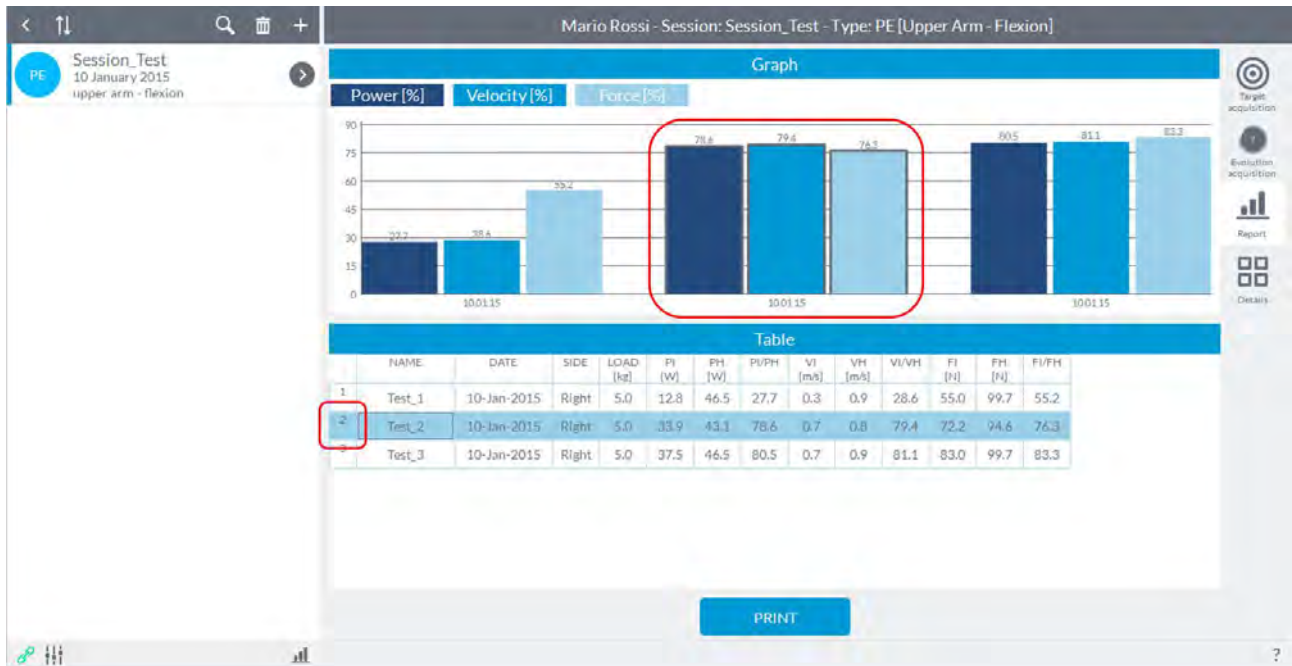 Mario Rossi - Session: Session_Test - Type: PE [Upper Arm - Flexion]
PE
Session_Test
10 January 2015
upper arm - flexion
Graph
Power [%] Velocity [%] Force [%]
90
75
60
45
30
15
0
27.7 28.6 55.2
78.6 79.4 76.3
80.5 81.1 83.3
10.01.15 10.01.15 10.01.15
Table
NAME DATE SIDE LOAD [kg] PI [W] PH [W] PI/PH VI [m/s] VH [m/s] VI/VH FI [N] FH [N] FI/FH
1 Test_1 10-Jan-2015 Right 5.0 12.8 46.5 27.7 0.3 0.9 28.6 55.0 99.7 55.2
2 Test_2 10-Jan-2015 Right 5.0 33.9 43.1 78.6 0.7 0.8 79.4 72.2 94.6 76.3
3 Test_3 10-Jan-2015 Right 5.0 37.5 46.5 80.5 0.7 0.9 81.1 83.0 99.7 83.3
PRINT
Target
acquisition
Evolution
acquisition
Report
Details
?